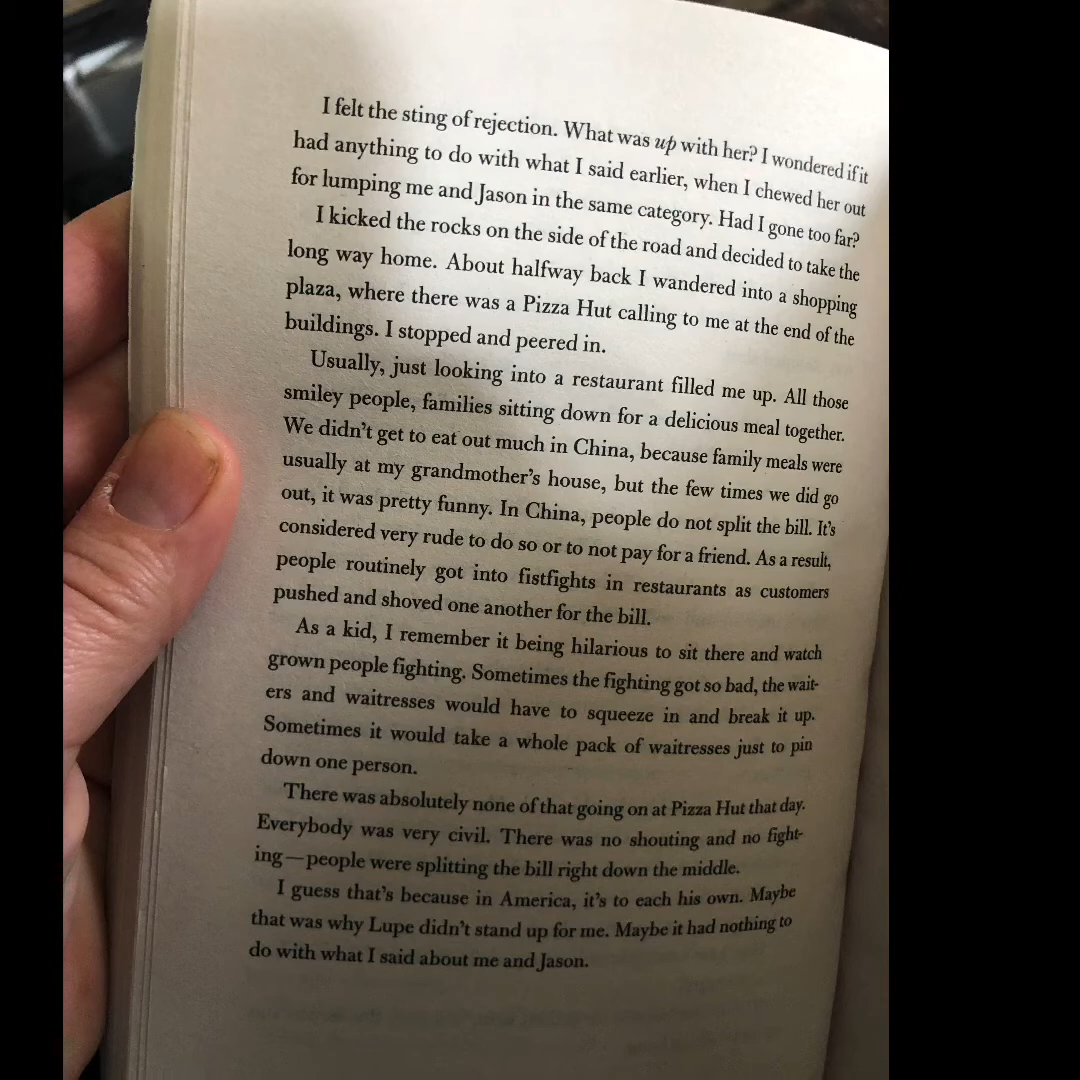 I felt the sting of rejection. What was up with her? I wondered if it
had anything to do with what I said earlier, when I chewed her out
for lumping me and Jason in the same category. Had I gone too far?
I kicked the rocks on the side of the road and decided to take the
long way home. About halfway back I wandered into a shopping
plaza, where there was a Pizza Hut calling to me at the end of the
buildings. I stopped and peered in.
Usually, just looking into a restaurant filled me up. All those
smiley people, families sitting down for a delicious meal together.
We didn't get to eat out much in China, because family meals were
usually at my grandmother's house, but the few times we did go
out, it was pretty funny. In China, people do not split the bill. It's
considered very rude to do so or to not pay for a friend. As a result,
people routinely got into fistfights in restaurants as customers
pushed and shoved one another for the bill.
As a kid, I remember it being hilarious to sit there and watch
grown people fighting. Sometimes the fighting got so bad, the wait-
ers and waitresses would have to squeeze in and break it up.
Sometimes it would take a whole pack of waitresses just to pin
down one person.
There was absolutely none of that going on at Pizza Hut that day.
Everybody was very civil. There was no shouting and no fight-
ing—people were splitting the bill right down the middle.
I guess that's because in America, it's to each his own. Maybe
that was why Lupe didn't stand up for me. Maybe it had nothing to
do with what I said about me and Jason.